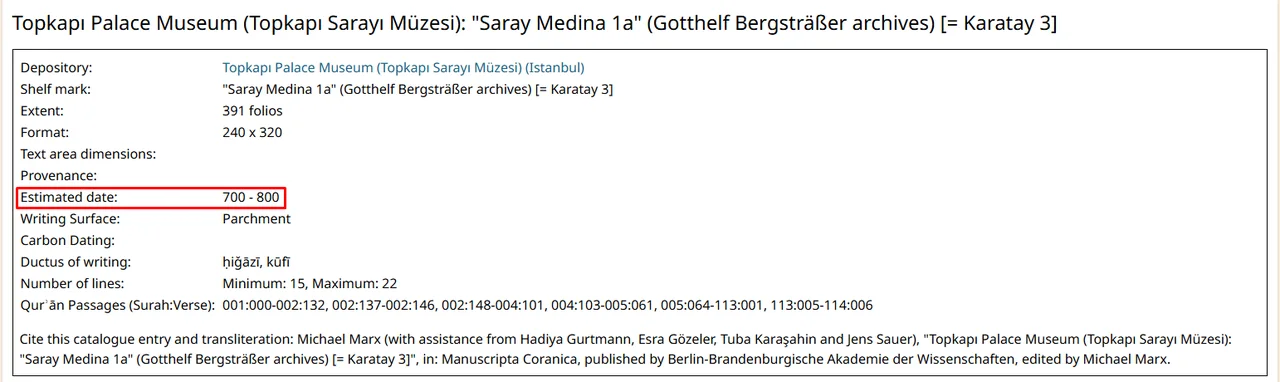 Topkapı Palace Museum (Topkapı Sarayı Müzesi): "Saray Medina 1a" (Gotthelf Bergsträßer archives) [= Karatay 3]
Depository: Topkapı Palace Museum (Topkapı Sarayı Müzesi) (Istanbul)
Shelf mark: "Saray Medina 1a" (Gotthelf Bergsträßer archives) [= Karatay 3]
Extent: 391 folios
Format: 240 x 320
Text area dimensions:
Provenance:
Estimated date: 700 - 800
Writing Surface: Parchment
Carbon Dating:
Ductus of writing: ḥiǧāzī, kūfī
Number of lines: Minimum: 15, Maximum: 22
Qurʾān Passages (Surah:Verse): 001:000-002:132, 002:137-002:146, 002:148-004:101, 004:103-005:061, 005:064-113:001, 113:005-114:006
Cite this catalogue entry and transliteration: Michael Marx (with assistance from Hadiya Gurtmann, Esra Gözeler, Tuba Karaşahin and Jens Sauer), "Topkapı Palace Museum (Topkapı Sarayı Müzesi):
"Saray Medina 1a" (Gotthelf Bergsträßer archives) [= Karatay 3]", in: Manuscripta Coranica, published by Berlin-Brandenburgische Akademie der Wissenschaften, edited by Michael Marx.